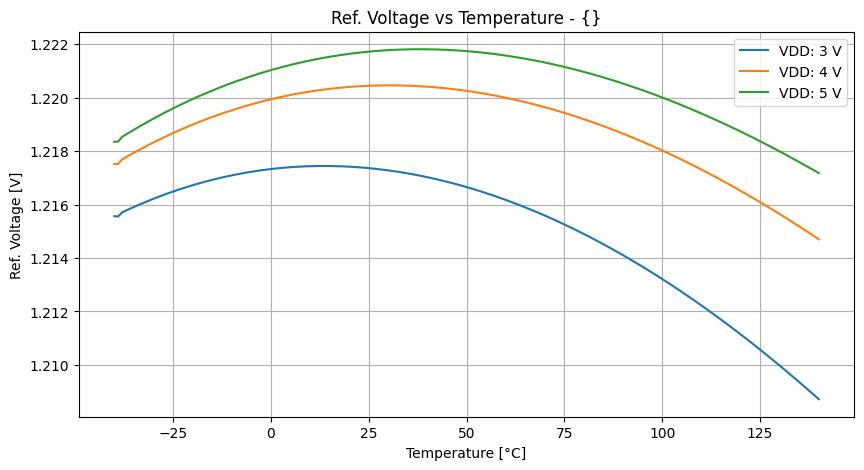 Ref. Voltage vs Temperature - {}
1.222
1.220
1.218
1.216
1.214
1.212
1.210
Ref. Voltage [V]
VDD: 3 V
VDD: 4 V
VDD: 5 V
−25
0
25
50
75
100
125
Temperature [°C]